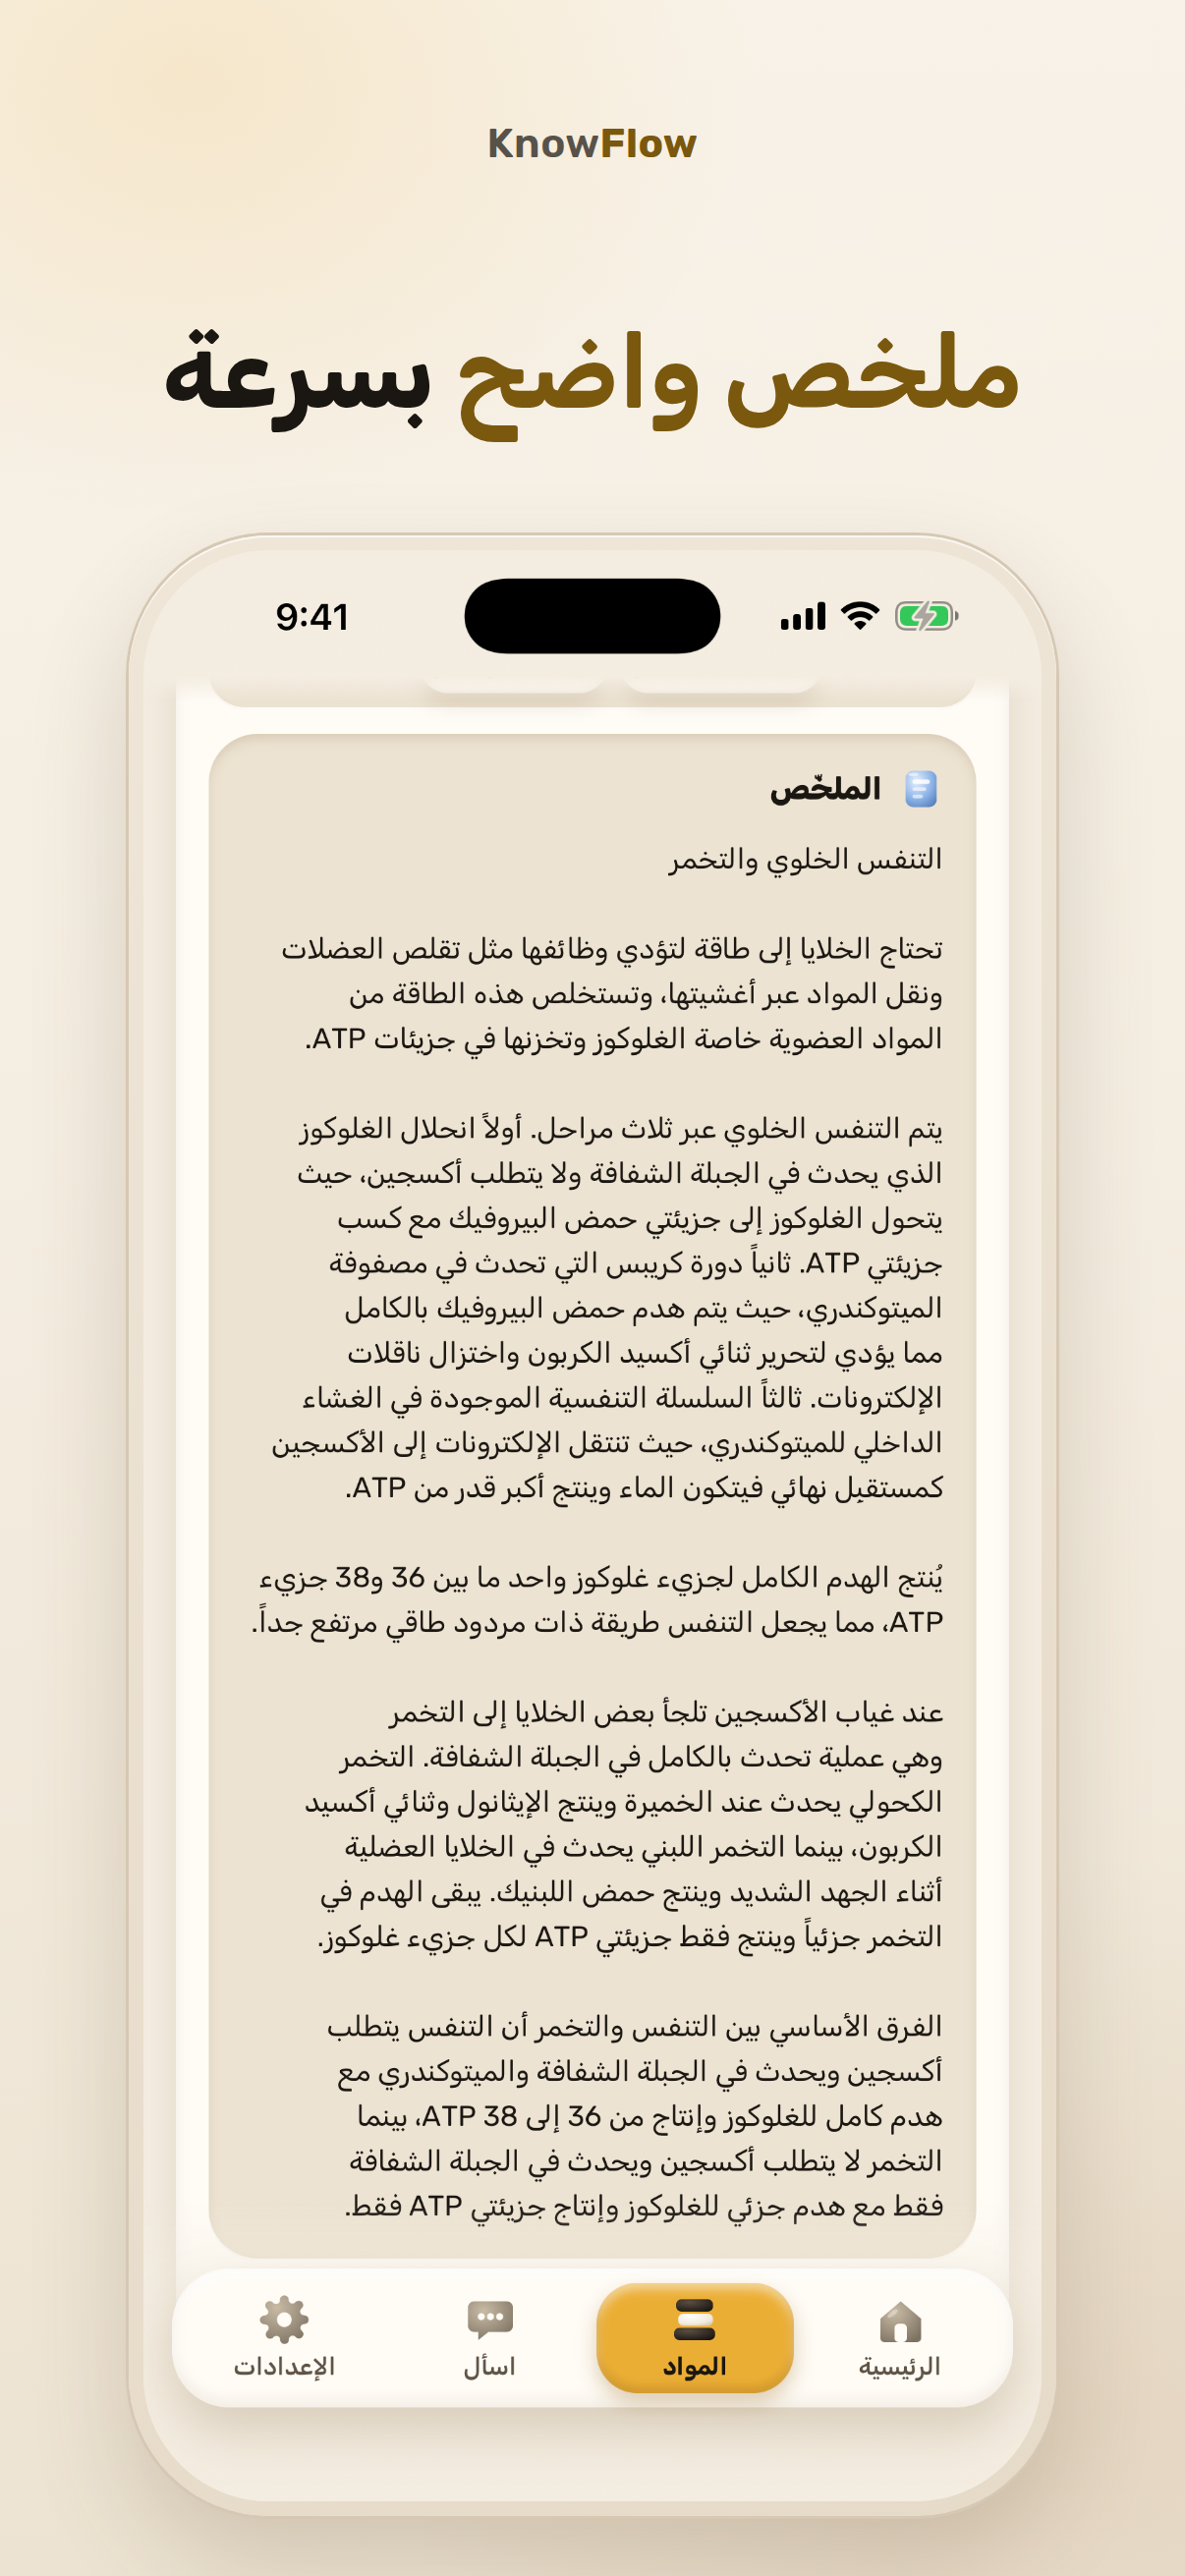 KnowFlow
ملخص واضح بسرعة
9:41
الملخّص
التنفس الخلوي والتخمر
تحتاج الخلايا إلى طاقة لتؤدي وظائفها مثل تقلص العضلات
ونقل المواد عبر أغشيتها، وتستخلص هذه الطاقة من
المواد العضوية خاصة الغلوكوز وتخزنها في جزيئات ATP.
يتم التنفس الخلوي عبر ثلاث مراحل. أولاً انحلال الغلوكوز
الذي يحدث في الجبلة الشفافة ولا يتطلب أكسجين، حيث
يتحول الغلوكوز إلى جزيئتي حمض البيروفيك مع كسب
جزيئتي ATP. ثانياً دورة كريبس التي تحدث في مصفوفة
الميتوكندري، حيث يتم هدم حمض البيروفيك بالكامل
مما يؤدي لتحرير ثنائي أكسيد الكربون واختزال ناقلات
الإلكترونات. ثالثاً السلسلة التنفسية الموجودة في الغشاء
الداخلي للميتوكندري، حيث تنتقل الإلكترونات إلى الأكسجين
كمستقبِل نهائي فيتكون الماء وينتج أكبر قدر من ATP.
يُنتج الهدم الكامل لجزيء غلوكوز واحد ما بين 36 و38 جزيء
ATP، مما يجعل التنفس طريقة ذات مردود طاقي مرتفع جداً.
عند غياب الأكسجين تلجأ بعض الخلايا إلى التخمر
وهي عملية تحدث بالكامل في الجبلة الشفافة. التخمر
الكحولي يحدث عند الخميرة وينتج الإيثانول وثنائي أكسيد
الكربون، بينما التخمر اللبني يحدث في الخلايا العضلية
أثناء الجهد الشديد وينتج حمض اللبنيك. يبقى الهدم في
التخمر جزئياً وينتج فقط جزيئتي ATP لكل جزيء غلوكوز.
الفرق الأساسي بين التنفس والتخمر أن التنفس يتطلب
أكسجين ويحدث في الجبلة الشفافة والميتوكندري مع
هدم كامل للغلوكوز وإنتاج من 36 إلى 38 ATP، بينما
التخمر لا يتطلب أكسجين ويحدث في الجبلة الشفافة
فقط مع هدم جزئي للغلوكوز وإنتاج جزيئتي ATP فقط.
الرئيسية
المواد
اسأل
الإعدادات